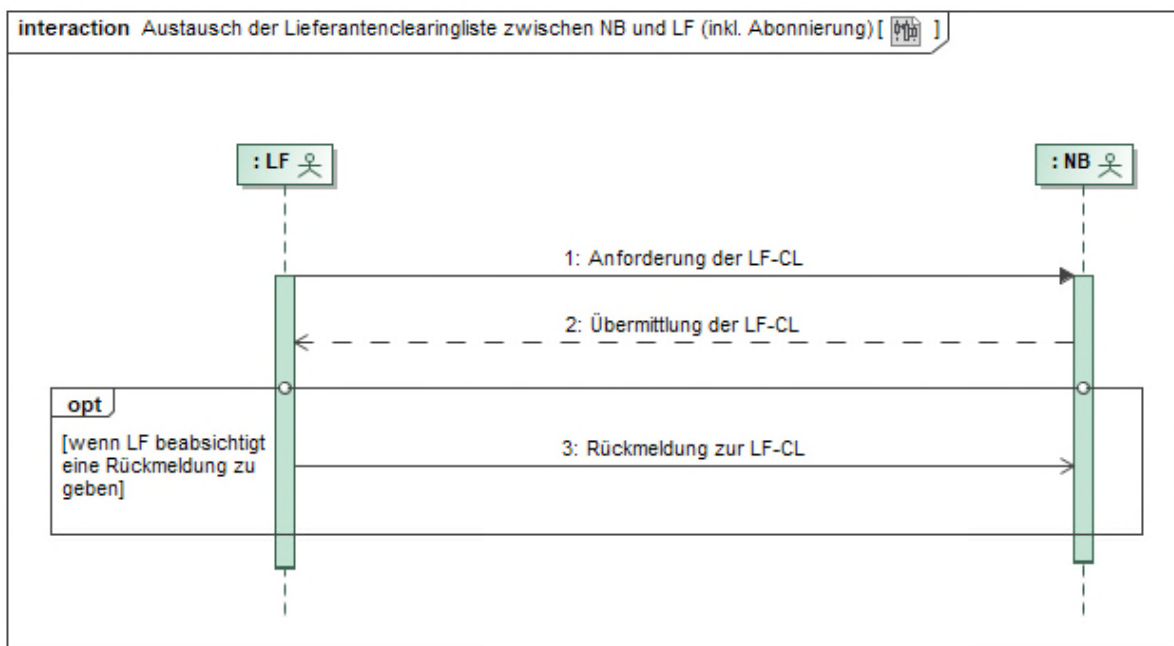 interaction Austausch der Lieferantenclearingliste zwischen NB und LF (inkl. Abonnierung) [ ]
: LF
: NB
1: Anforderung der LF-CL
2: Übermittlung der LF-CL
opt
[wenn LF beabsichtigt
eine Rückmeldung zu
geben]
3: Rückmeldung zur LF-CL